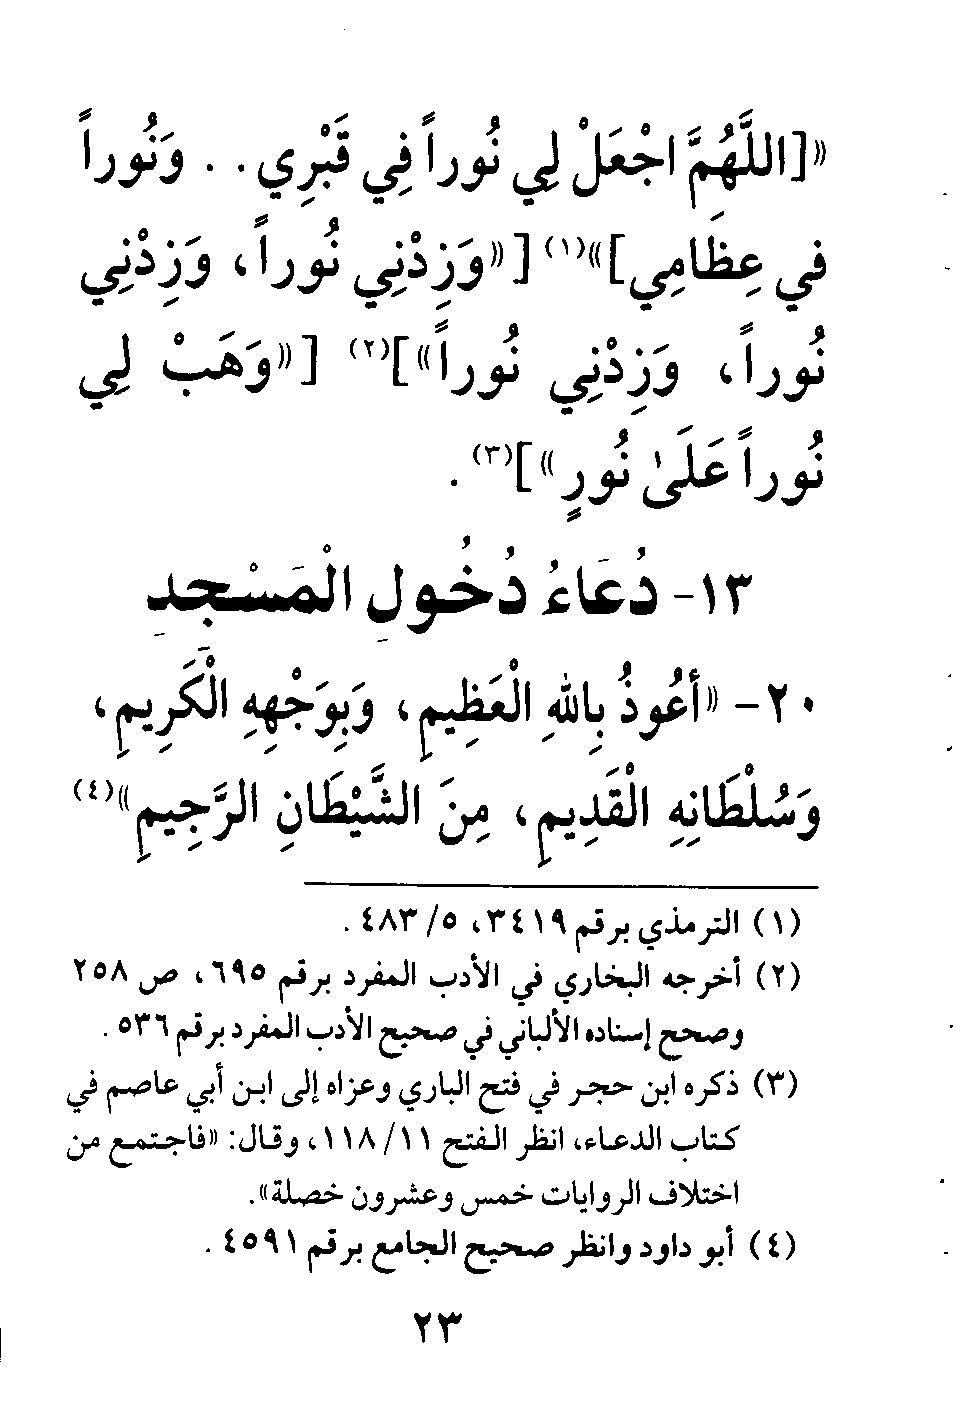 «[اللَّهُمَّ اجْعَلْ لِي نُوراً فِي قَبْرِي . . وَنُوراً
في عِظَامِي]»(١) [«وَزِدْنِي نُوراً، وَزِدْنِي
نُوراً، وَزِدْنِي نُوراً»](٢) [«وَهَبْ لِي
نُوراً عَلَىٰ نُورٍ»](٣) .
١٣- دُعَاءُ دُخُولِ الْمَسْجِدِ
٢٠- «أَعُوذُ بِاللهِ الْعَظِيمِ، وَبِوَجْهِهِ الْكَرِيمِ،
وَسُلْطَانِهِ الْقَدِيمِ، مِنَ الشَّيْطَانِ الرَّجِيمِ»(٤)
(١) الترمذي برقم ٣٤١٩، ٥/ ٤٨٣ .
(٢) أخرجه البخاري في الأدب المفرد برقم ٦٩٥، ص ٢٥٨
وصحح إسناده الألباني في صحيح الأدب المفرد برقم ٥٣٦ .
(٣) ذكره ابن حجر في فتح الباري وعزاه إلى ابن أبي عاصم في
كتاب الدعاء، انظر الفتح ١١/ ١١٨، وقال: «فاجتمع من
اختلاف الروايات خمس وعشرون خصلة».
(٤) أبو داود وانظر صحيح الجامع برقم ٤٥٩١ .
٢٣